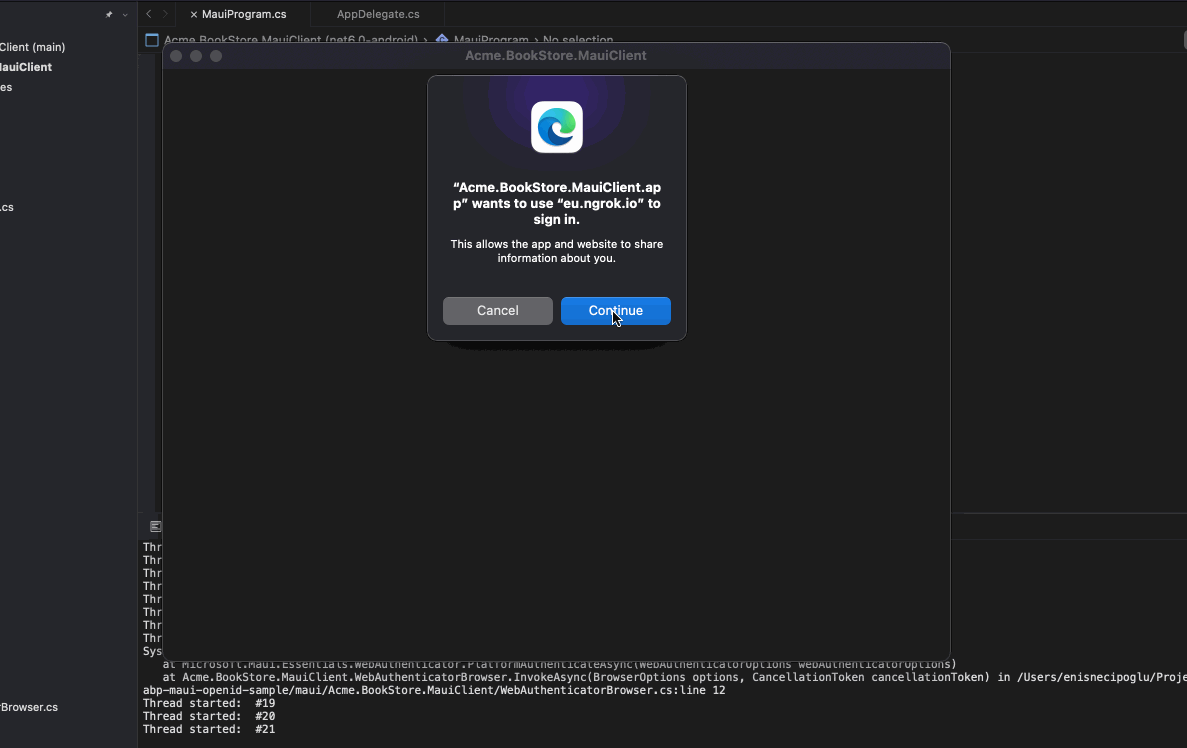 MauiProgram.cs
AppDelegate.cs
Client (main)
Acme.BookStore.MauiClient (net6.0-android) › MauiProgram › No selection
Acme.BookStore.MauiClient
MauiClient
es
“Acme.BookStore.MauiClient.ap
p” wants to use “eu.ngrok.io” to
sign in.
.cs
This allows the app and website to share
information about you.
Cancel
Continue
Thr
Thr
Thr
Thr
Thr
Thr
Thr
Thr
Sys
at Microsoft.Maui.Essentials.WebAuthenticator.PlatformAuthenticateAsync(WebAuthenticatorOptions webAuthenticatorOptions)
at Acme.BookStore.MauiClient.WebAuthenticatorBrowser.InvokeAsync(BrowserOptions options, CancellationToken cancellationToken) in /Users/enisnecipoglu/Proje
abp-maui-openid-sample/maui/Acme.BookStore.MauiClient/WebAuthenticatorBrowser.cs:line 12
rBrowser.cs
Thread started: #19
Thread started: #20
Thread started: #21